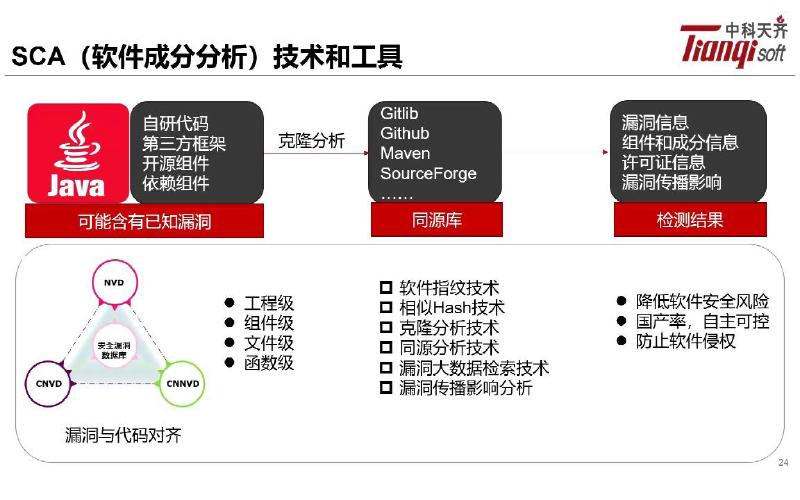 SCA（软件成分分析）技术和工具
中科天齐
Tianqi soft
Java
自研代码
第三方框架
开源组件
依赖组件
可能含有已知漏洞
克隆分析
Gitlib
Github
Maven
SourceForge
……
同源库
漏洞信息
组件和成分信息
许可证信息
漏洞传播影响
检测结果
NVD
安全漏洞
数据库
CNVD
CNNVD
漏洞与代码对齐
工程级
组件级
文件级
函数级
软件指纹技术
相似Hash技术
克隆分析技术
同源分析技术
漏洞大数据检索技术
漏洞传播影响分析
降低软件安全风险
国产率，自主可控
防止软件侵权
24